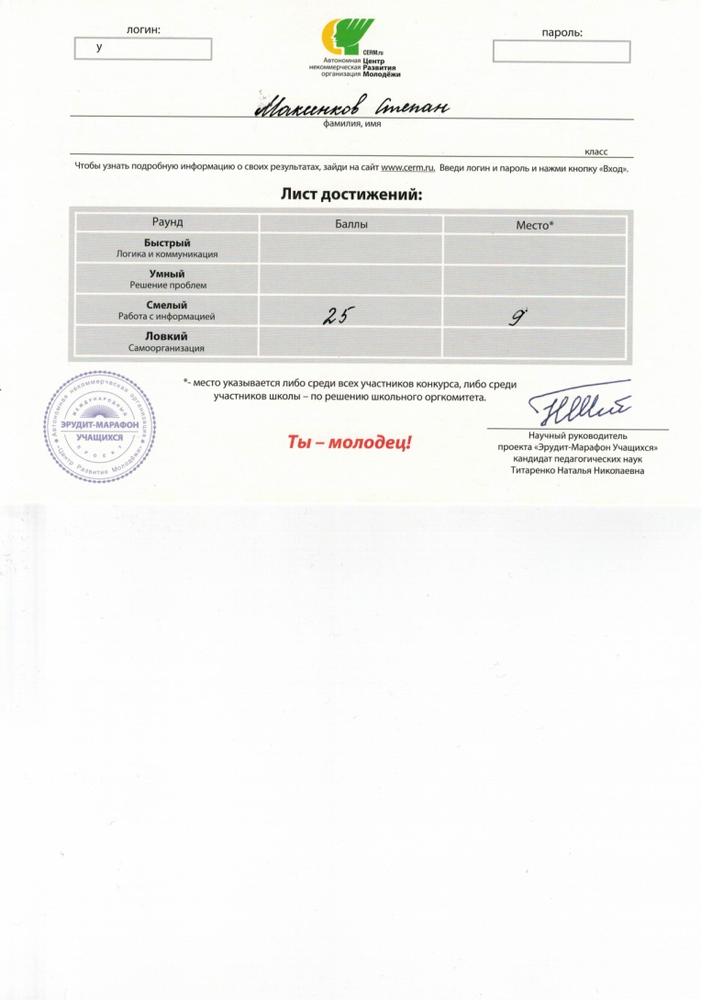 логин:
пароль:
У
CERM.ru
Автономная Центр
некоммерческая Развития
организация Молодёжи
Макинков Степан
фамилия, имя
класс
Чтобы узнать подробную информацию о своих результатах, зайди на сайт www.cerm.ru. Введи логин и пароль и нажми кнопку «Вход».
Лист достижений:
Раунд Баллы Место*
Быстрый
Логика и коммуникация
Умный
Решение проблем
Смелый
Работа с информацией 25 9
Ловкий
Самоорганизация
*- место указывается либо среди всех участников конкурса, либо среди
участников школы – по решению школьного оргкомитета.
Ты – молодец!
Автономная некоммерческая организация
«Центр Развития Молодёжи»
МЕЖДУНАРОДНЫЙ
ЭРУДИТ-МАРАФОН
УЧАЩИХСЯ
ПРОЕКТ
Научный руководитель
проекта «Эрудит-Марафон Учащихся»
кандидат педагогических наук
Титаренко Наталья Николаевна